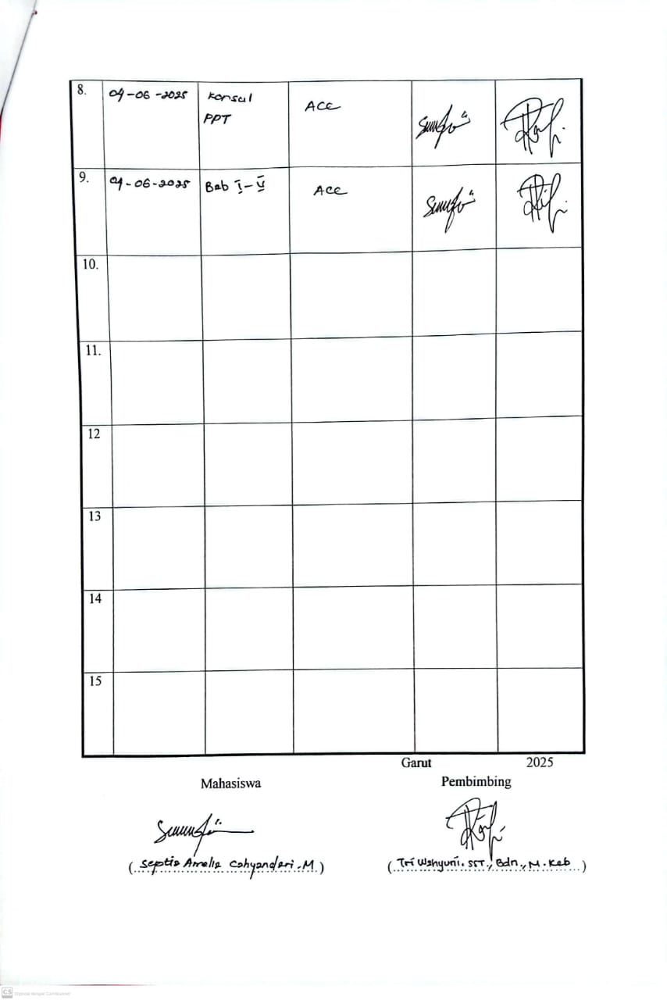 8. 04-06-2025 Konsul ACC
PPT
9. 04-06-2025 Bab I-V ACC
10.
11.
12
13
14
15
Garut 2025
Mahasiswa Pembimbing
(Septia Amelia Cahyandari.M) (Tri Wahyuni. SST., Bdn., M.Keb)
CS